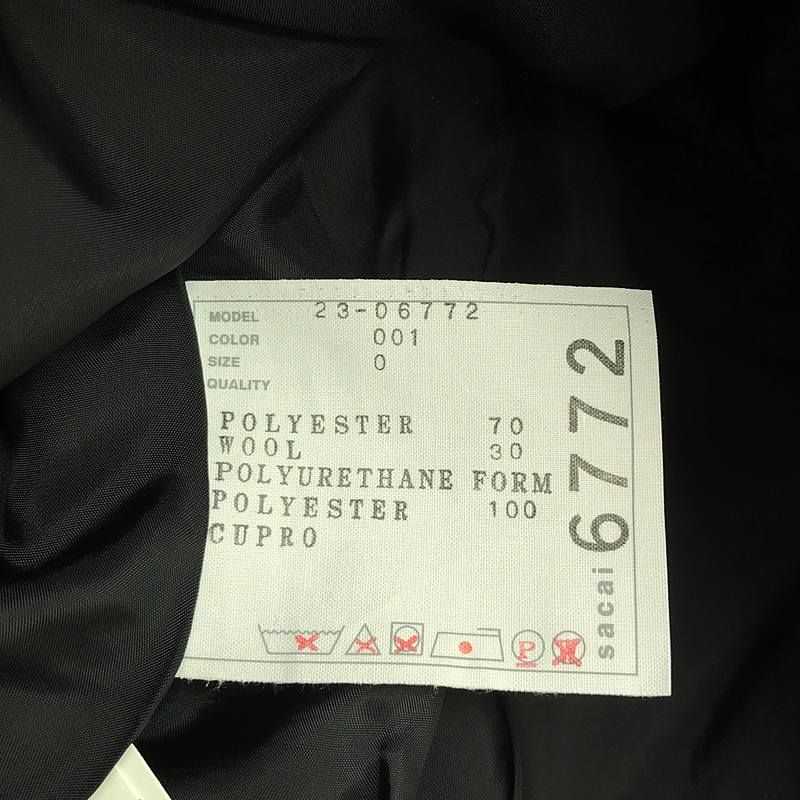 MODEL 23-06772
COLOR 001
SIZE 0
QUALITY
POLYESTER 70
WOOL 30
POLYURETHANE FORM
POLYESTER 100
CUPRO
P
W
sacai 6772